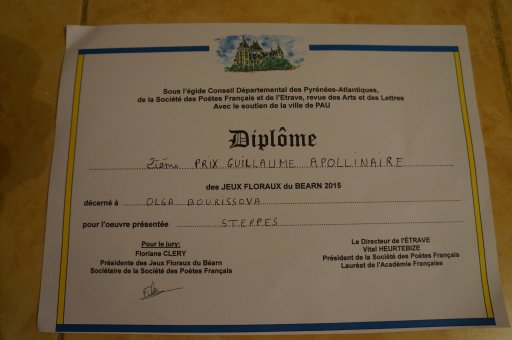 Sous l'égide Conseil Départemental des Pyrénées-Atlantiques,
de la Société des Poètes Français et de l'Etrave, revue des Arts et des Lettres
Avec le soutien de la ville de PAU
Diplôme
2ième PRIX GUILLAUME APOLLINAIRE
des JEUX FLORAUX du BEARN 2015
décerné à OLGA BOURISSOVA
pour l'oeuvre présentée STEPPES
Pour le jury:
Floriane CLERY
Présidente des Jeux Floraux du Béarn
Sociétaire de la Société des Poètes Français
Le Directeur de l'ÉTRAVE
Vital HEURTEBIZE
Président de la Société des Poètes Français
Lauréat de l'Académie Française